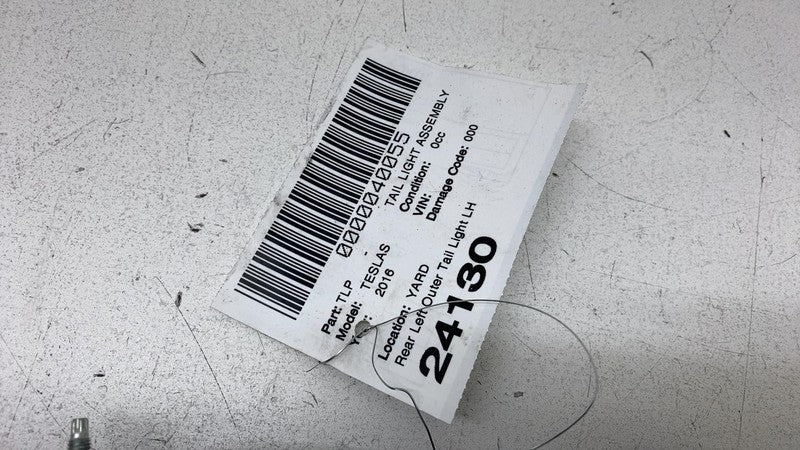 0000040055
Part: TLP - TAIL LIGHT ASSEMBLY
Model: TESLAS Condition: 0cc
Year: 2016 VIN:
Location: YARD Damage Code: 000
Rear Left Outer Tail Light LH
24130